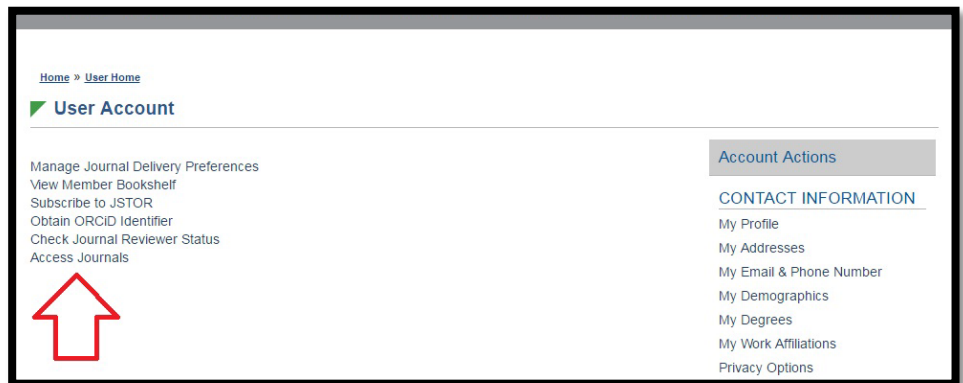 Home » User Home
User Account
Manage Journal Delivery Preferences
View Member Bookshelf
Subscribe to JSTOR
Obtain ORCiD Identifier
Check Journal Reviewer Status
Access Journals
Account Actions
CONTACT INFORMATION
My Profile
My Addresses
My Email & Phone Number
My Demographics
My Degrees
My Work Affiliations
Privacy Options